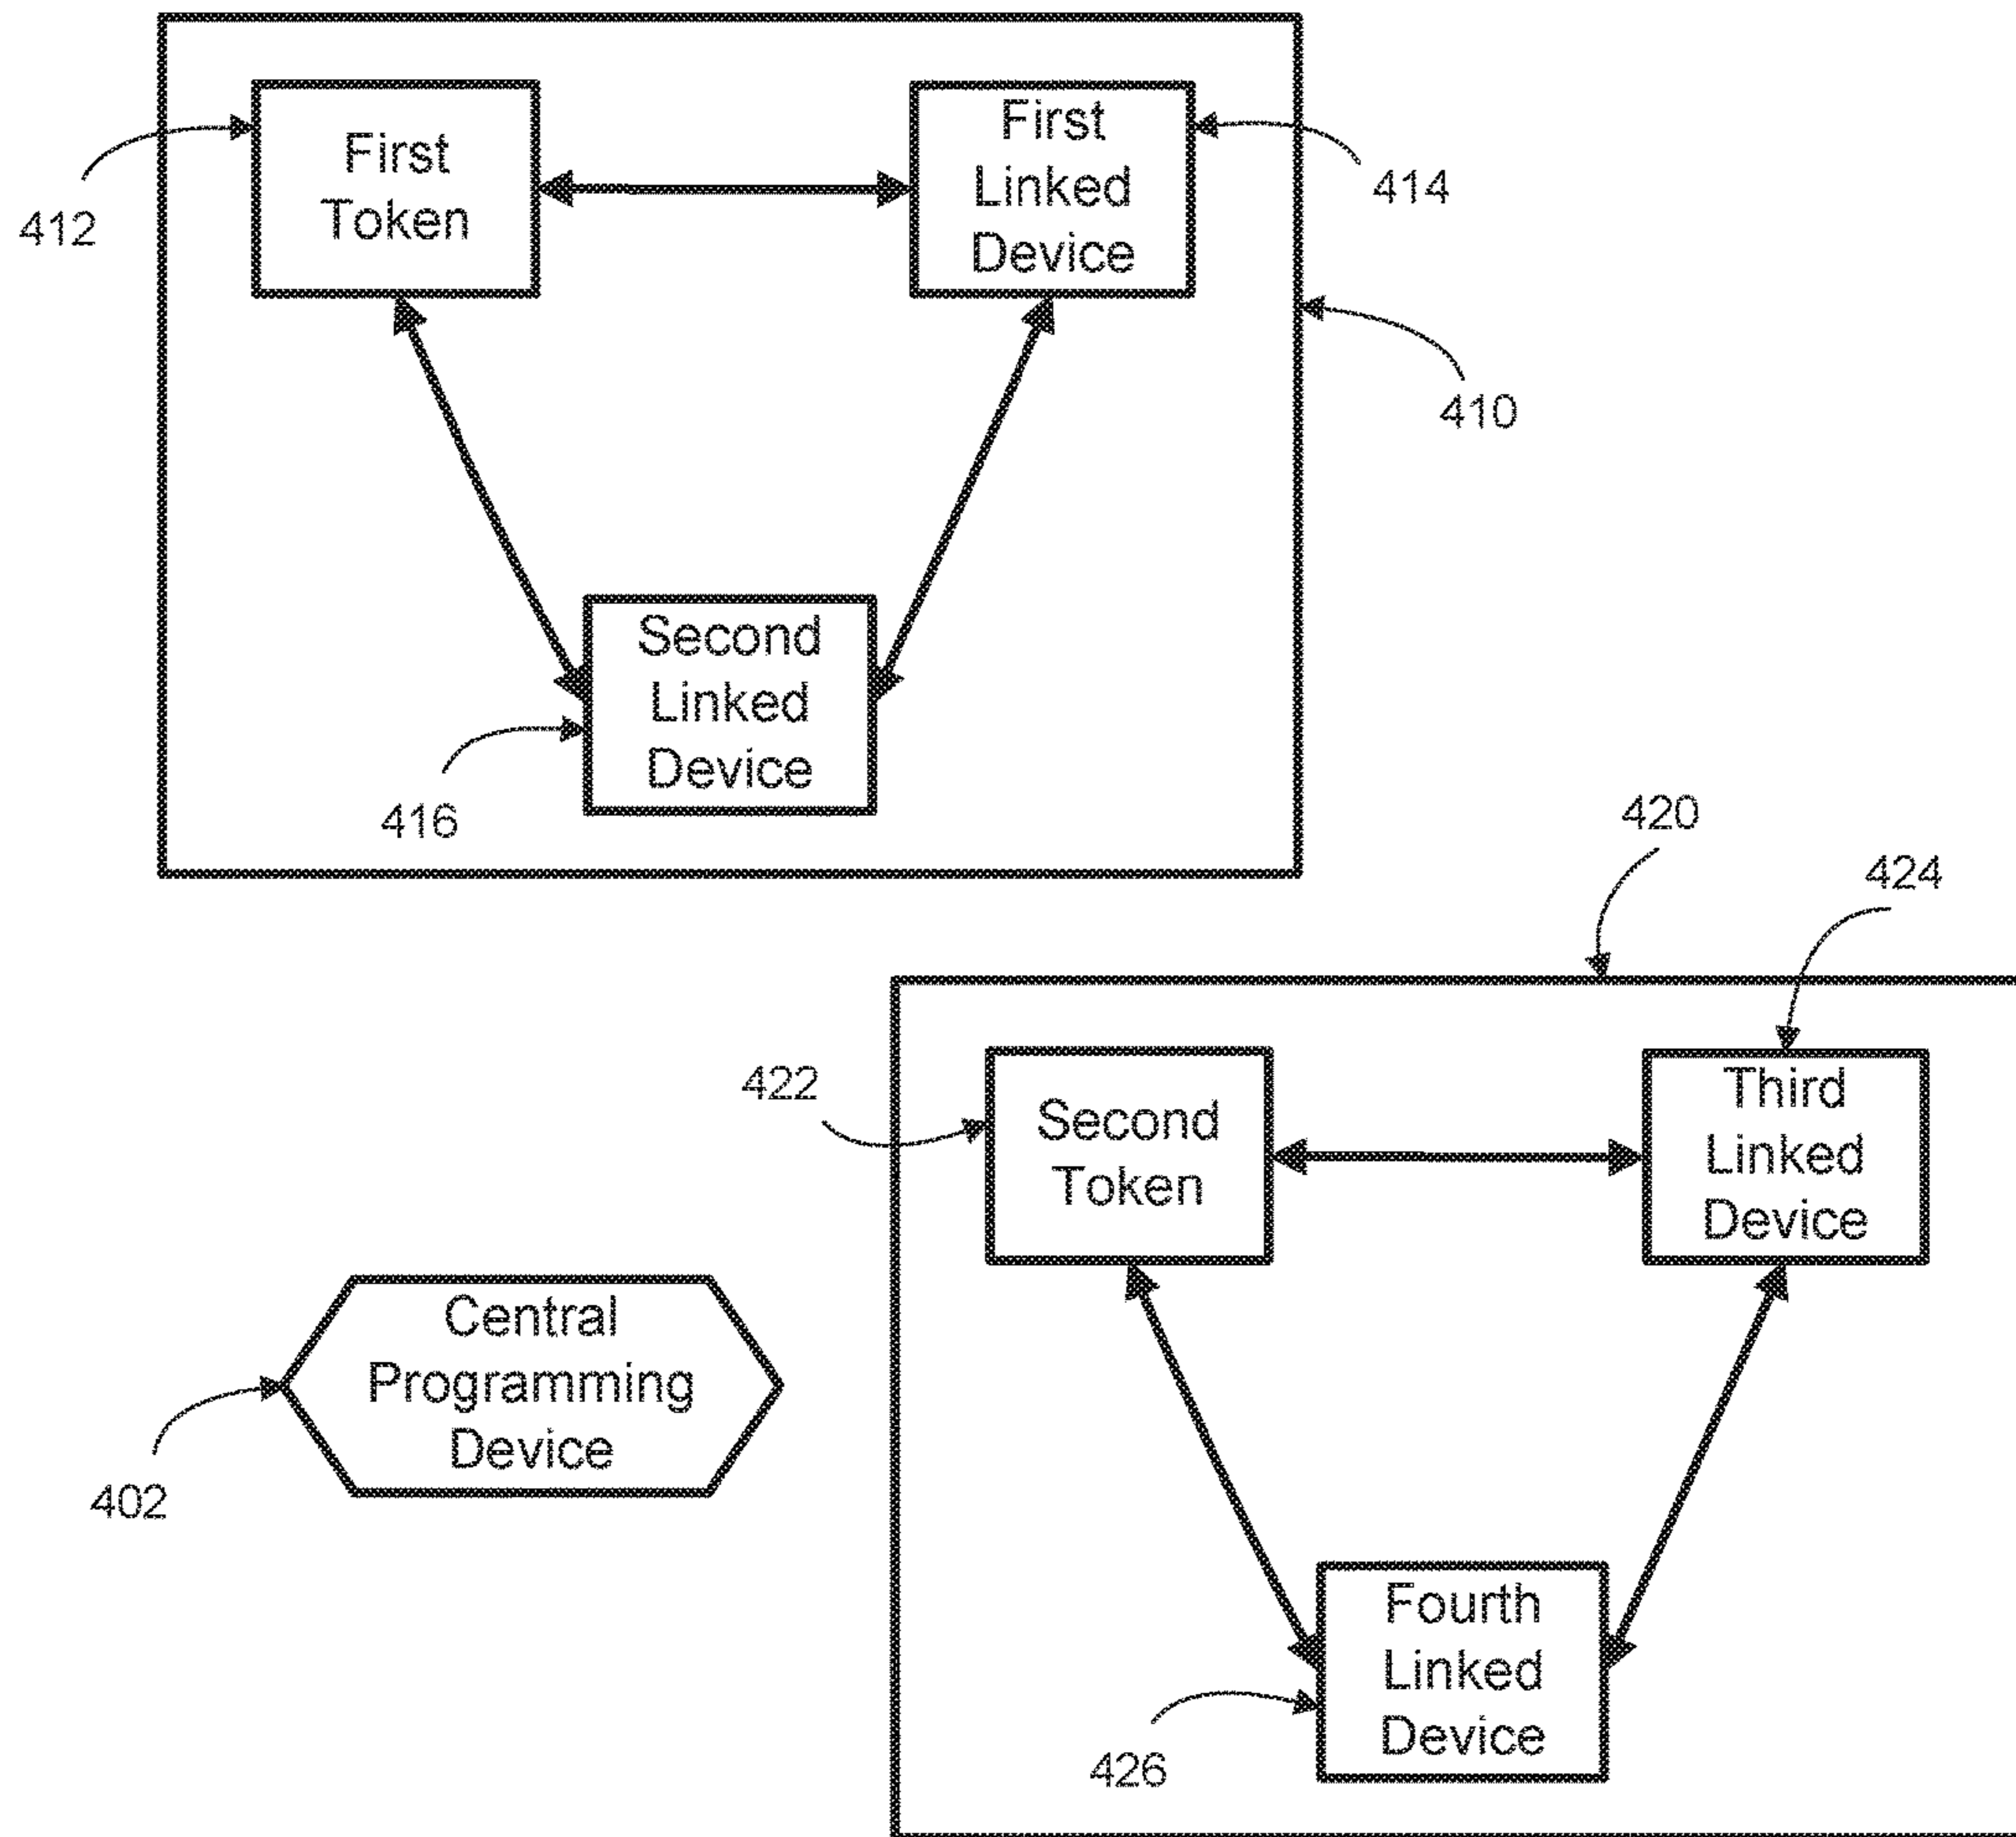 First
Token
First
Linked
Device
412
414
410
Second
Linked
Device
416
420
424
422
Second
Token
Third
Linked
Device
Central
Programming
Device
402
Fourth
Linked
Device
426